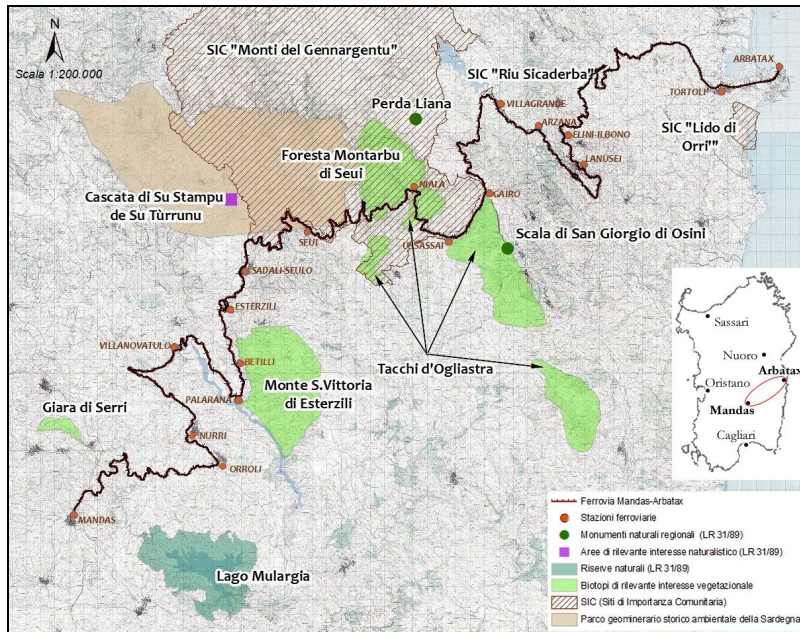 N
Scala 1:200.000
SIC "Monti del Gennargentu"
SIC "Riu Sicaderba"
ARBATAX
TORTOLI'
VILLAGRANDE
ARZANA
ELINI-ILBONO
LANUSEI
SIC "Lido di
Orri'"
Perda Liana
Foresta Montarbu
di Seui
NIALA
GAIRO
Cascata di Su Stampu
de Su Tùrrunu
SEUI
USSASSAI
Scala di San Giorgio di Osini
SADALI-SEULO
ESTERZILI
VILLANOVATULO
BETILLI
Tacchi d'Ogliastra
Monte S.Vittoria
di Esterzili
PALARANA
Giara di Serri
NURRI
ORROLI
MANDAS
Lago Mulargia
Sassari
Nuoro
Arbatax
Oristano
Mandas
Cagliari
Ferrovia Mandas-Arbatax
Stazioni ferroviarie
Monumenti naturali regionali (LR 31/89)
Aree di rilevante interesse naturalistico (LR 31/89)
Riserve naturali (LR 31/89)
Biotopi di rilevante interesse vegetazionale
SIC (Siti di Importanza Comunitaria)
Parco geominerario storico ambientale della Sardegna